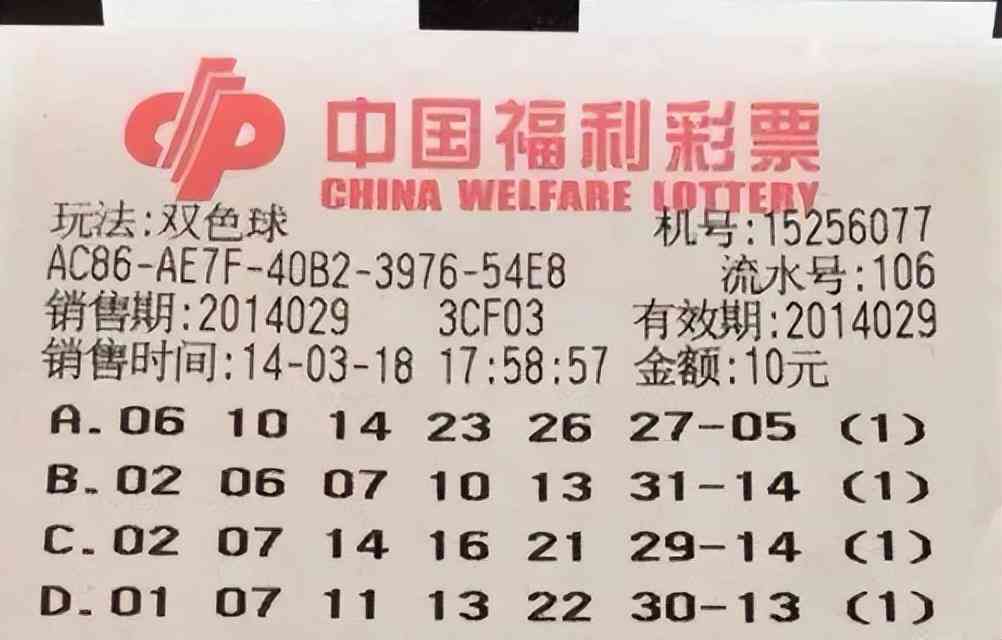 中国福利彩票
CHINA WELFARE LOTTERY
玩法:双色球 机号:15256077
AC86-AE7F-40B2-3976-54E8 流水号:106
销售期:2014029 3CF03 有效期:2014029
销售时间:14-03-18 17:58:57 金额:10元
A.06 10 14 23 26 27-05 (1)
B.02 06 07 10 13 31-14 (1)
C.02 07 14 16 21 29-14 (1)
D.01 07 11 13 22 30-13 (1)